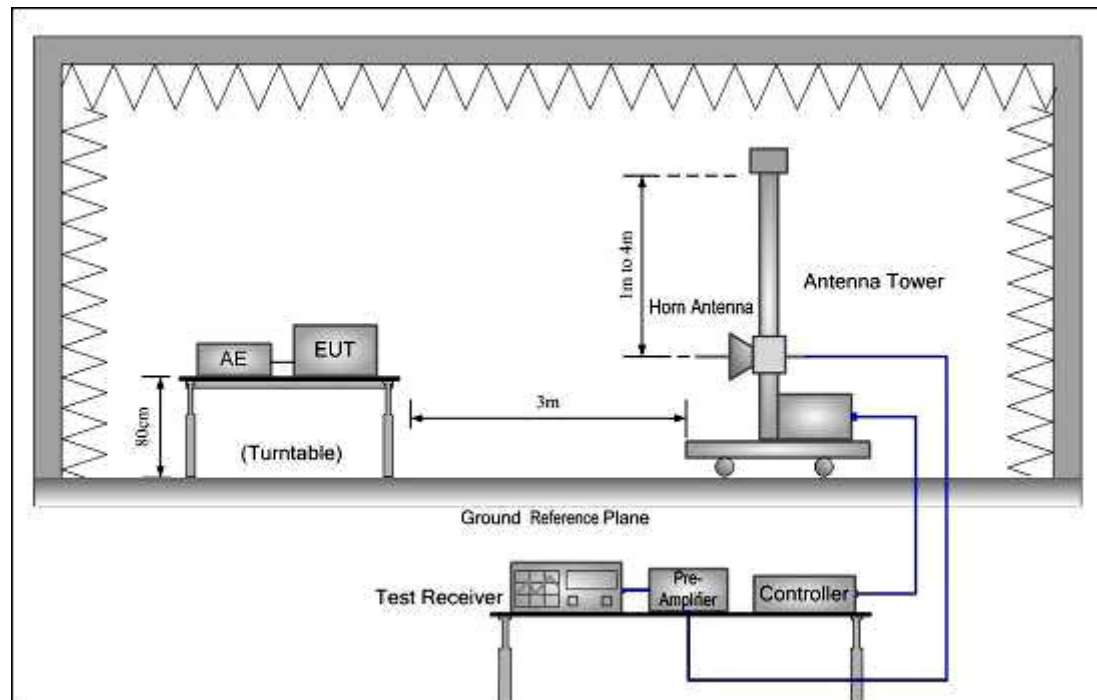 1m to 4m
Antenna Tower
Horn Antenna
AE
EUT
80cm
3m
(Turntable)
Ground Reference Plane
Test Receiver
Pre-
Amplifier
Controller